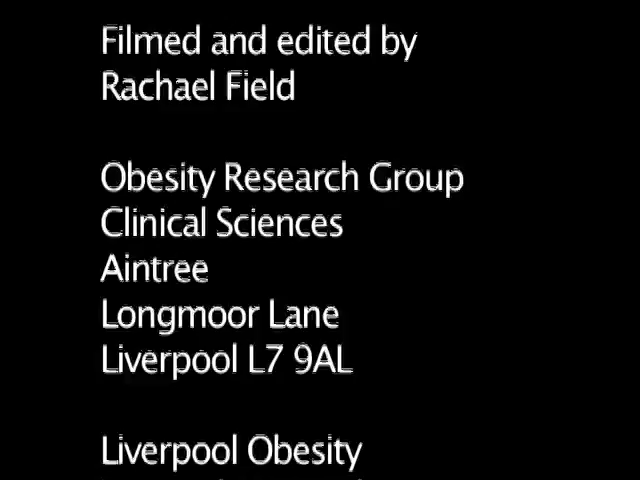 Filmed and edited by
Rachael Field
Obesity Research Group
Clinical Sciences
Aintree
Longmoor Lane
Liverpool L7 9AL
Liverpool Obesity